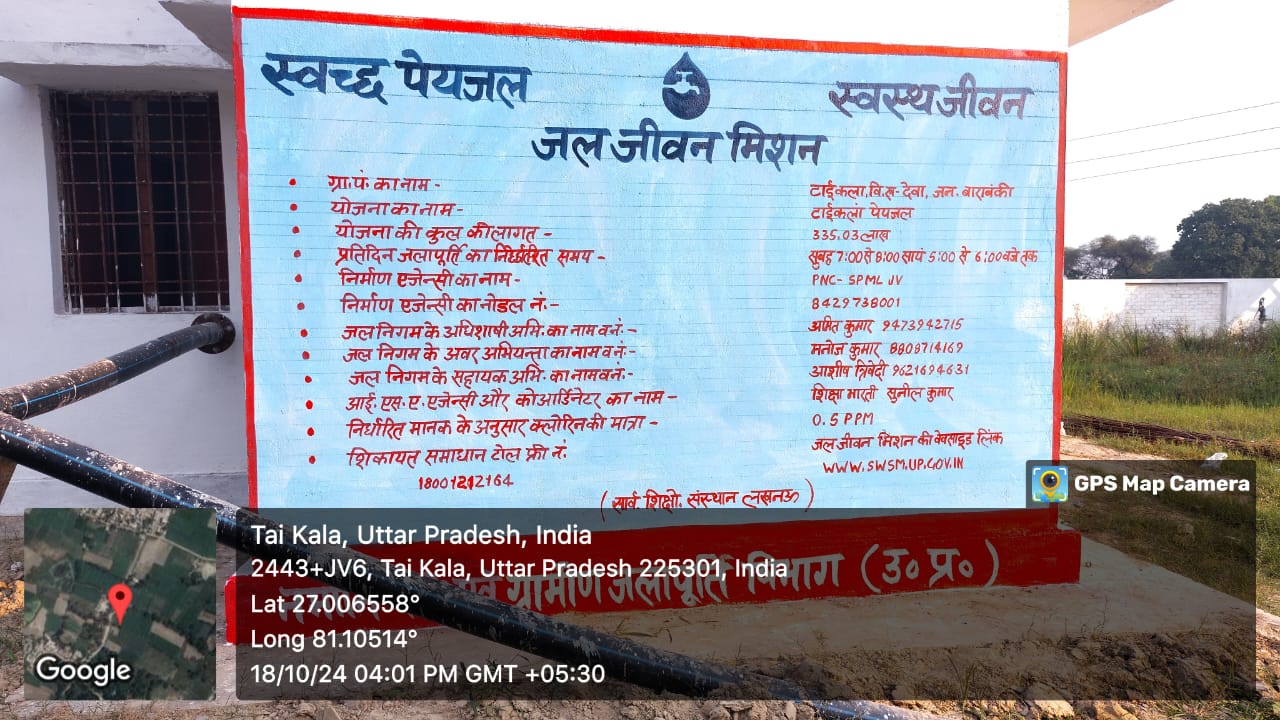 स्वच्छ पेयजल
स्वस्थ जीवन
जल जीवन मिशन
• ग्रा.पं. का नाम - टाईकला, वि.ख- देवा, जन. बाराबंकी
• योजना का नाम - टाईकला पेयजल
• योजना की कुल की लागत - 335.03 लाख
• प्रतिदिन जलापूर्ति का निर्धारित समय - सुबह 7:00 से 8:00 सायं 5:00 से 6:00 बजे तक
• निर्माण एजेन्सी का नाम - PNC- SPML JV
• निर्माण एजेन्सी का नोडल नं:- 8429738001
• जल निगम के अधिशाषी अभि. का नाम व नं:- अमित कुमार 9473942715
• जल निगम के अवर अभियन्ता का नाम व नं:- मनोज कुमार 8808714169
• जल निगम के सहायक अभि. का नाम व नं:- आशीष त्रिवेदी 9621694631
• आई. एस. ए. एजेन्सी और कोआर्डिनेटर का नाम - शिक्षा भारती सुनील कुमार
• निर्धारित मानक के अनुसार क्लोरिन की मात्रा - 0.5 PPM
• शिकायत समाधान टोल फ्री नं: जल जीवन मिशन की वेबसाइड लिंक
18001212164 WWW.SWSM.UP.GOV.IN
( सार्व. शिक्षो. संस्थान लखनऊ )
ग्रामीण जलापूर्ति विभाग (उ० प्र०)
GPS Map Camera
Tai Kala, Uttar Pradesh, India
2443+JV6, Tai Kala, Uttar Pradesh 225301, India
Lat 27.006558°
Long 81.10514°
18/10/24 04:01 PM GMT +05:30
Google